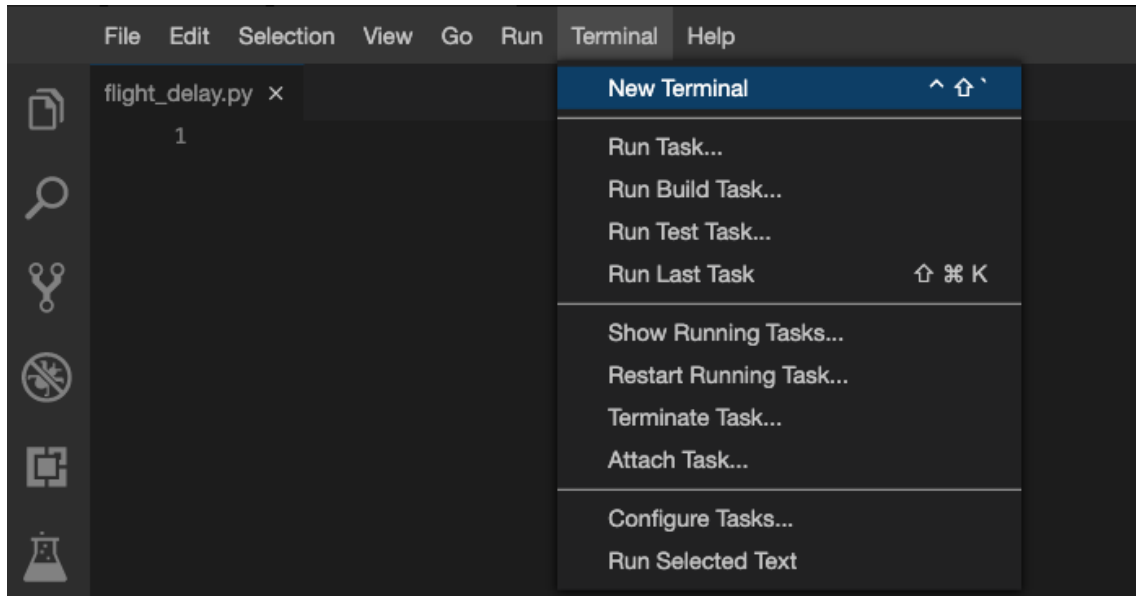 File Edit Selection View Go Run Terminal Help
flight_delay.py ×
1
New Terminal ^ ⇧ `
Run Task...
Run Build Task...
Run Test Task...
Run Last Task ⇧ ⌘ K
Show Running Tasks...
Restart Running Task...
Terminate Task...
Attach Task...
Configure Tasks...
Run Selected Text